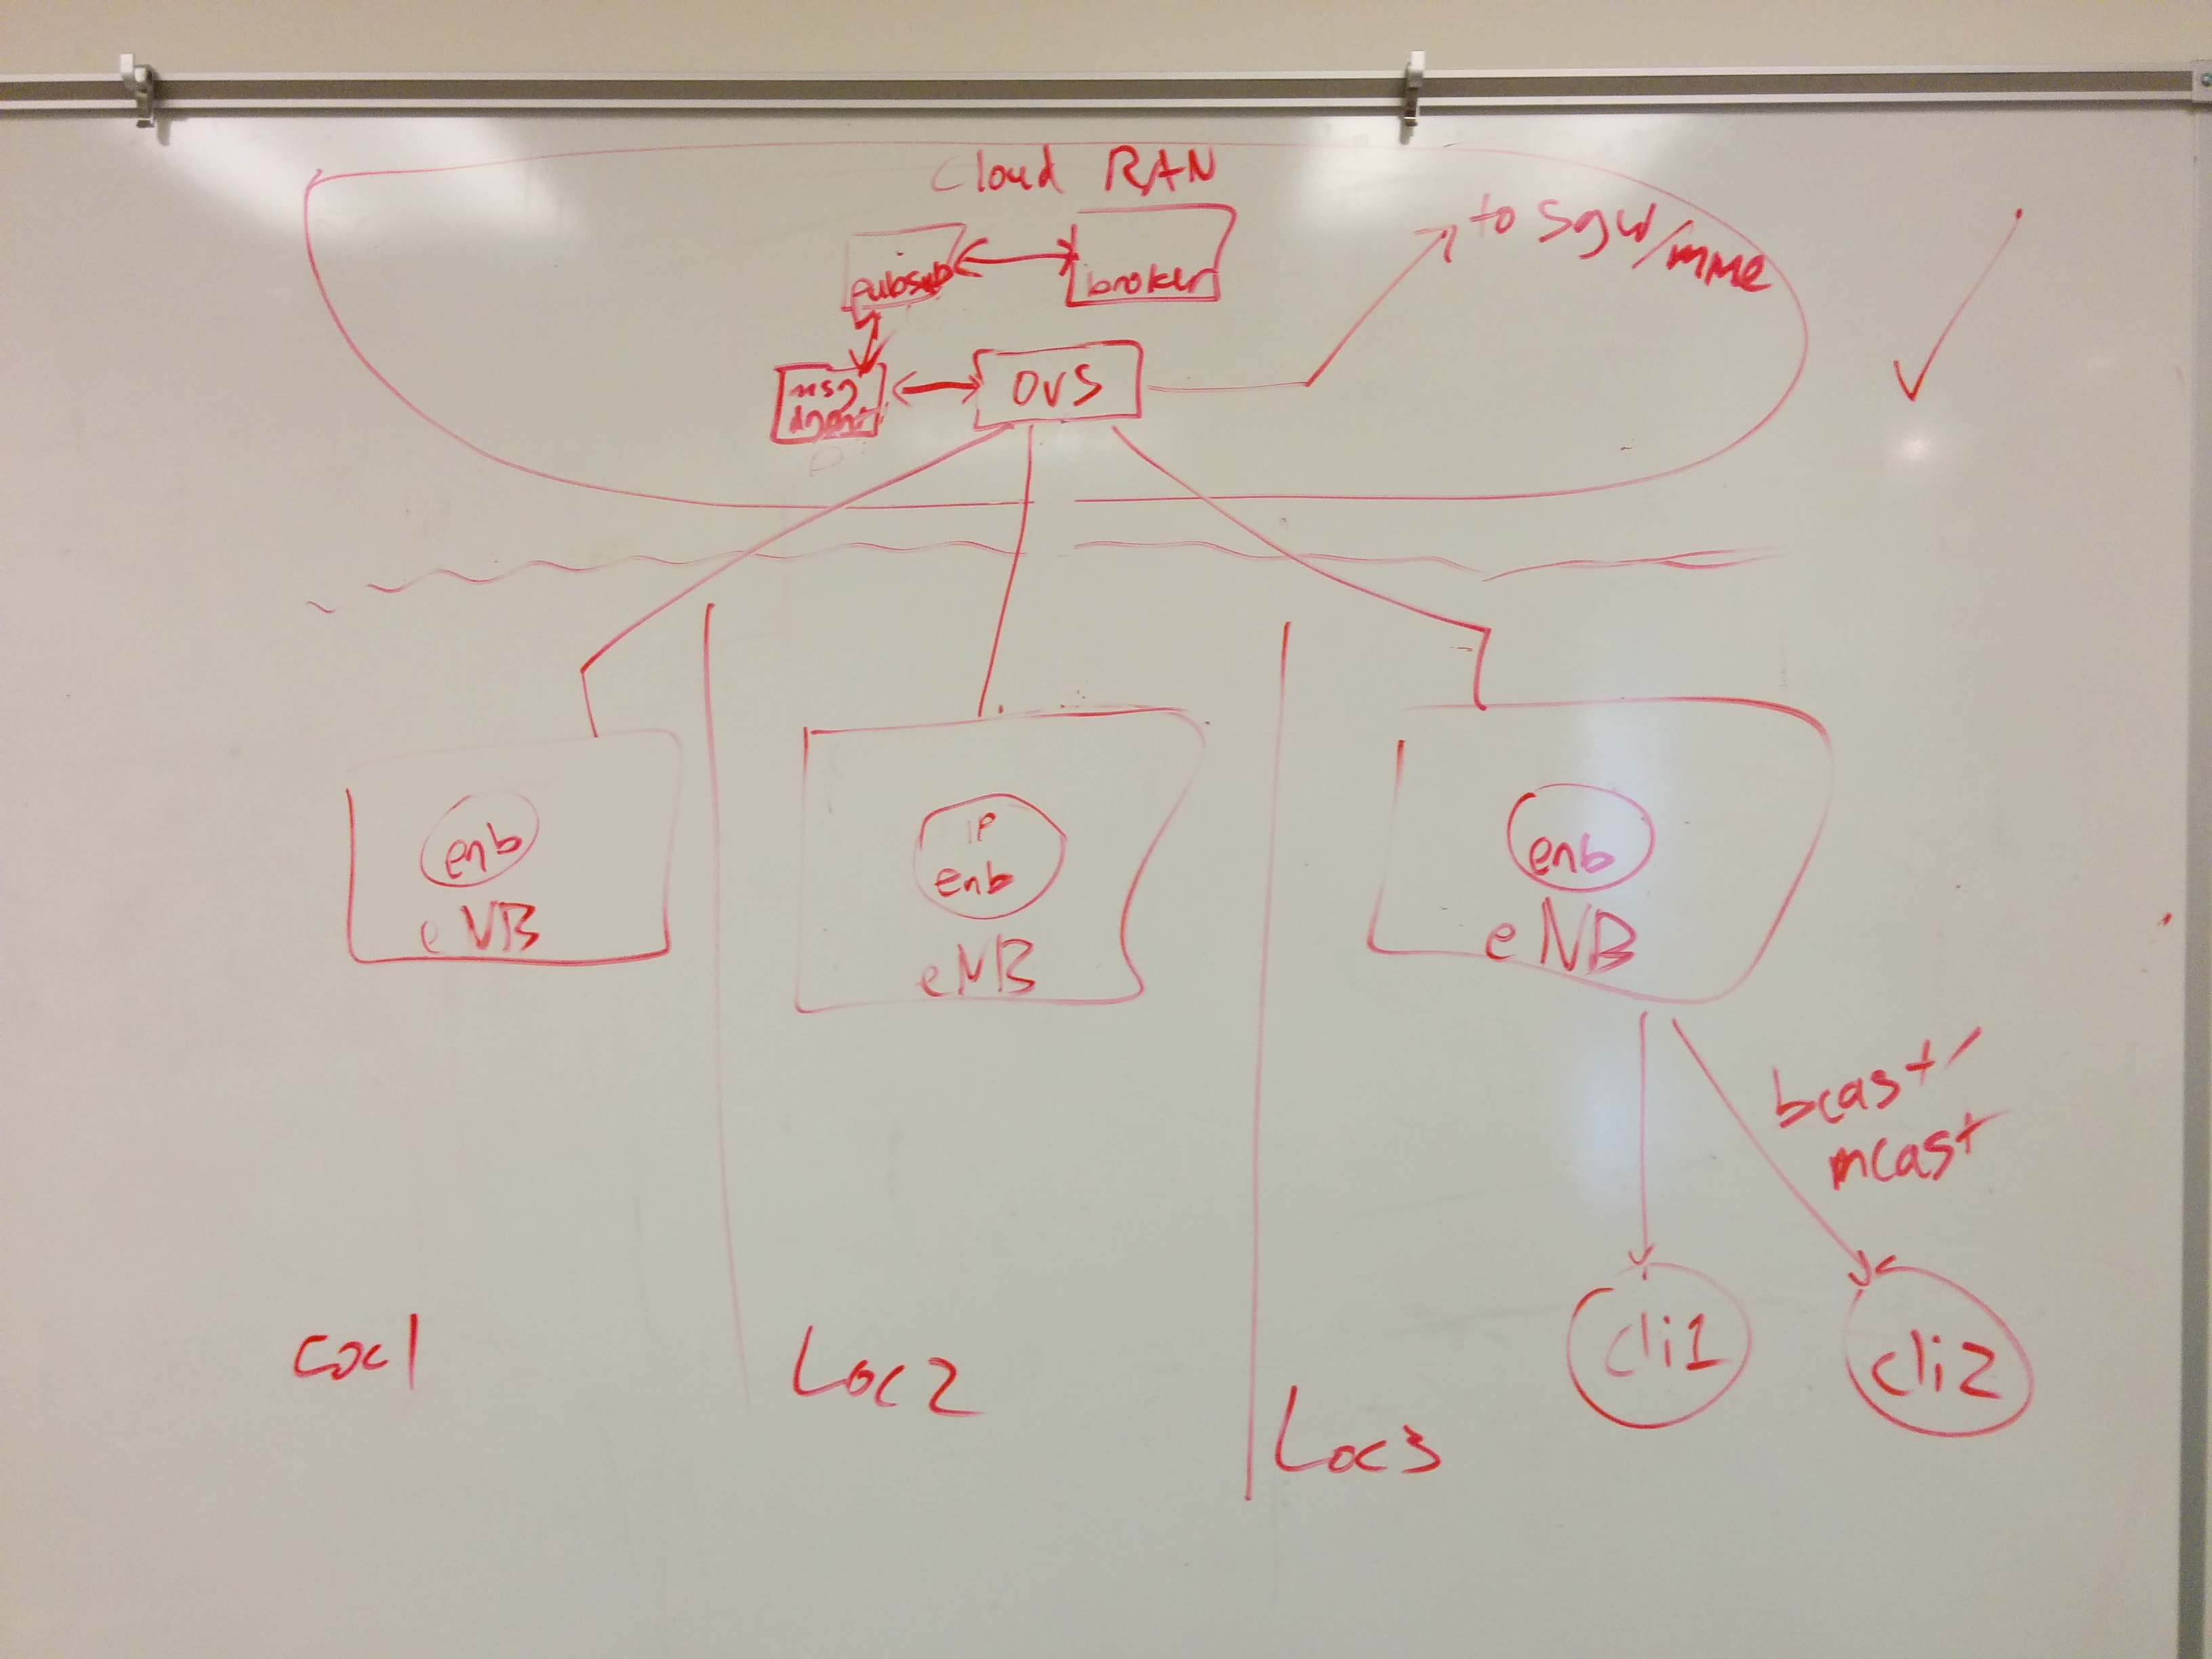 Cloud RAN
to Sgw/mme
pubsub
broker
msg
Agent
OVS
enb
eNB
IP
enb
eNB
enb
eNB
bcast/
mcast
Loc1
Loc2
Loc3
cli1
cli2